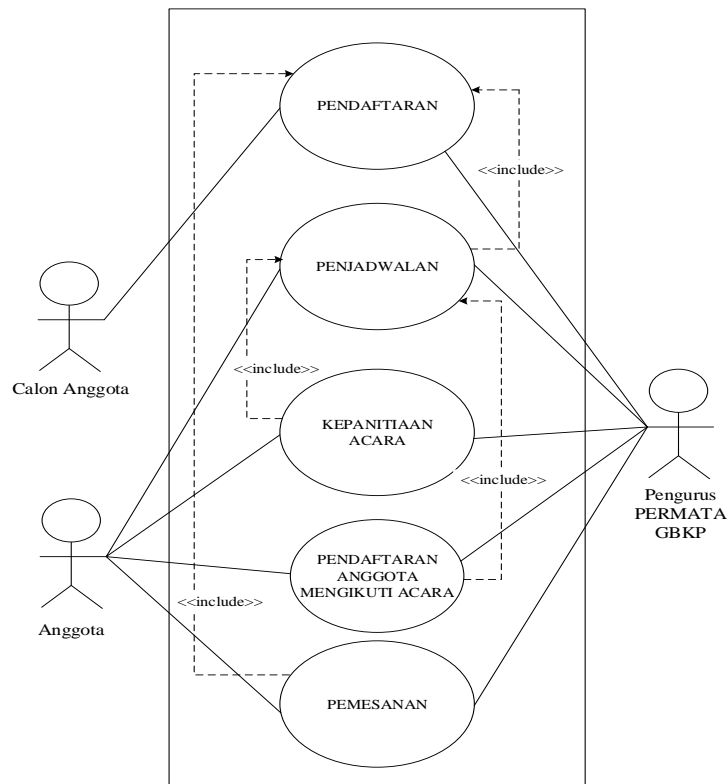 PENDAFTARAN
<<include>>
PENJADWALAN
Calon Anggota
<<include>>
KEPANITIAAN
ACARA
<<include>>
Pengurus
PERMATA
GBKP
PENDAFTARAN
ANGGOTA
MENGIKUTI ACARA
<<include>>
Anggota
PEMESANAN